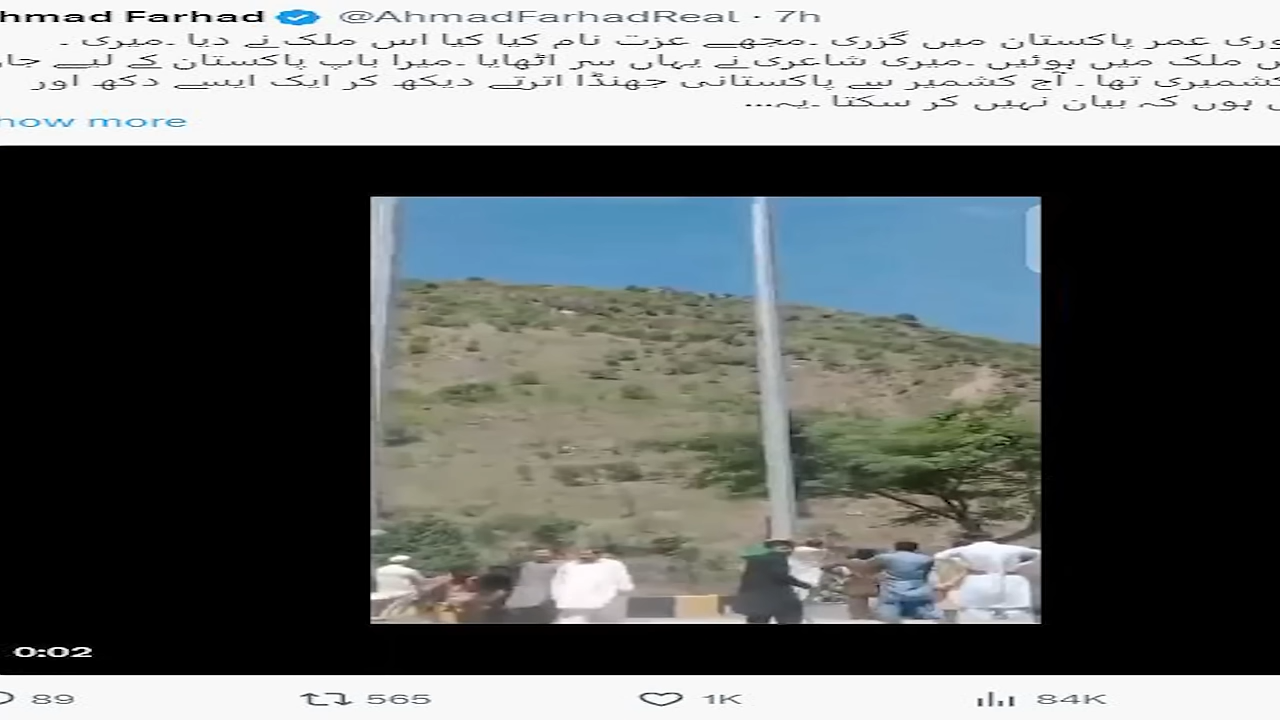 hmad Farhad @AhmadFarhadReal · 7h
وری عمر پاکستان میں گزری ۔مجھے عزت نام کیا کیا اس ملک نے دیا ۔میری ۔
ں ملک میں ہوئیں ۔میری شاعری نے یہاں سر اٹھایا ۔میرا باپ پاکستان کے لیے جا
کشمیری تھا ۔ آج کشمیر سے پاکستانی جھنڈا اترتے دیکھ کر ایک ایسے دکھ اور
ں ہوں کہ بیان نہیں کر سکتا ۔یہ...
how more
0:02
89 565 1K 84K